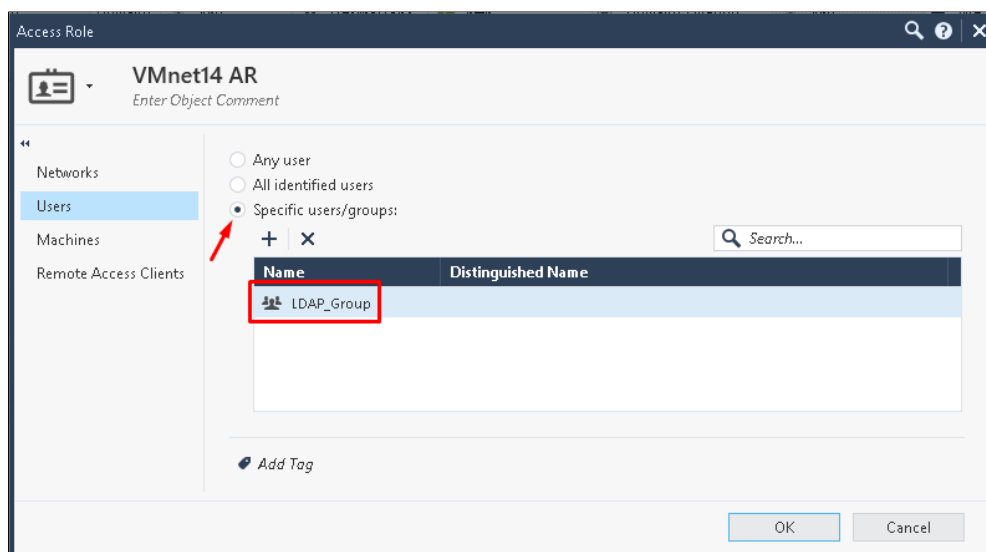 Access Role
VMnet14 AR
Enter Object Comment
Networks
Users
Machines
Remote Access Clients
Any user
All identified users
Specific users/groups:
Search...
Name Distinguished Name
LDAP_Group
Add Tag
OK Cancel